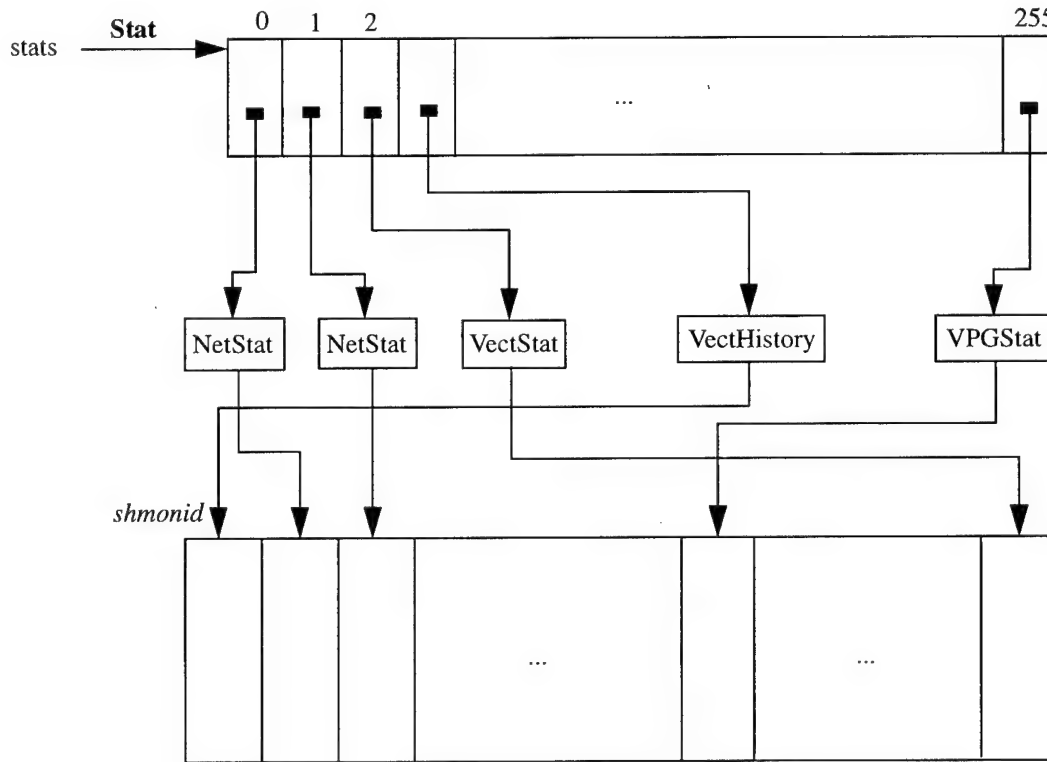 0 1 2 255
stats Stat
...
NetStat NetStat VectStat VectHistory VPGStat
shmonid
... ...